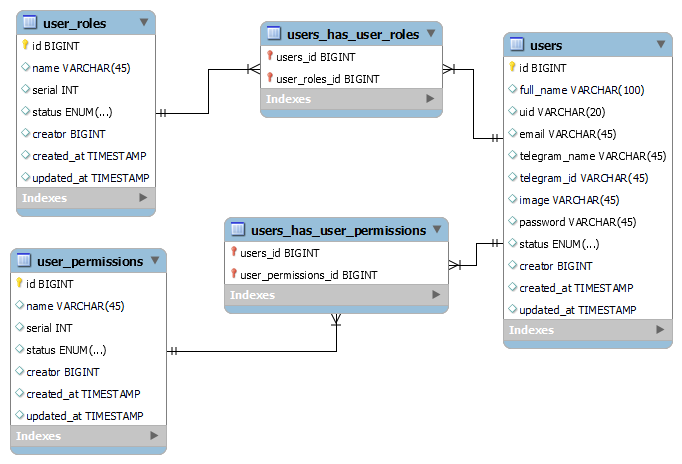 user_roles
id BIGINT
name VARCHAR(45)
serial INT
status ENUM(...)
creator BIGINT
created_at TIMESTAMP
updated_at TIMESTAMP
Indexes
users_has_user_roles
users_id BIGINT
user_roles_id BIGINT
Indexes
users
id BIGINT
full_name VARCHAR(100)
uid VARCHAR(20)
email VARCHAR(45)
telegram_name VARCHAR(45)
telegram_id VARCHAR(45)
image VARCHAR(45)
password VARCHAR(45)
status ENUM(...)
creator BIGINT
created_at TIMESTAMP
updated_at TIMESTAMP
Indexes
users_has_user_permissions
users_id BIGINT
user_permissions_id BIGINT
Indexes
user_permissions
id BIGINT
name VARCHAR(45)
serial INT
status ENUM(...)
creator BIGINT
created_at TIMESTAMP
updated_at TIMESTAMP
Indexes